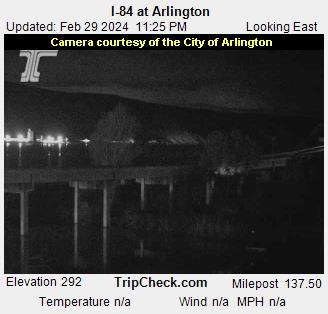 I-84 at Arlington
Updated: Feb 29 2024 11:25 PM Looking East
Camera courtesy of the City of Arlington
Elevation 292 TripCheck.com Milepost 137.50
Temperature n/a Wind n/a MPH n/a